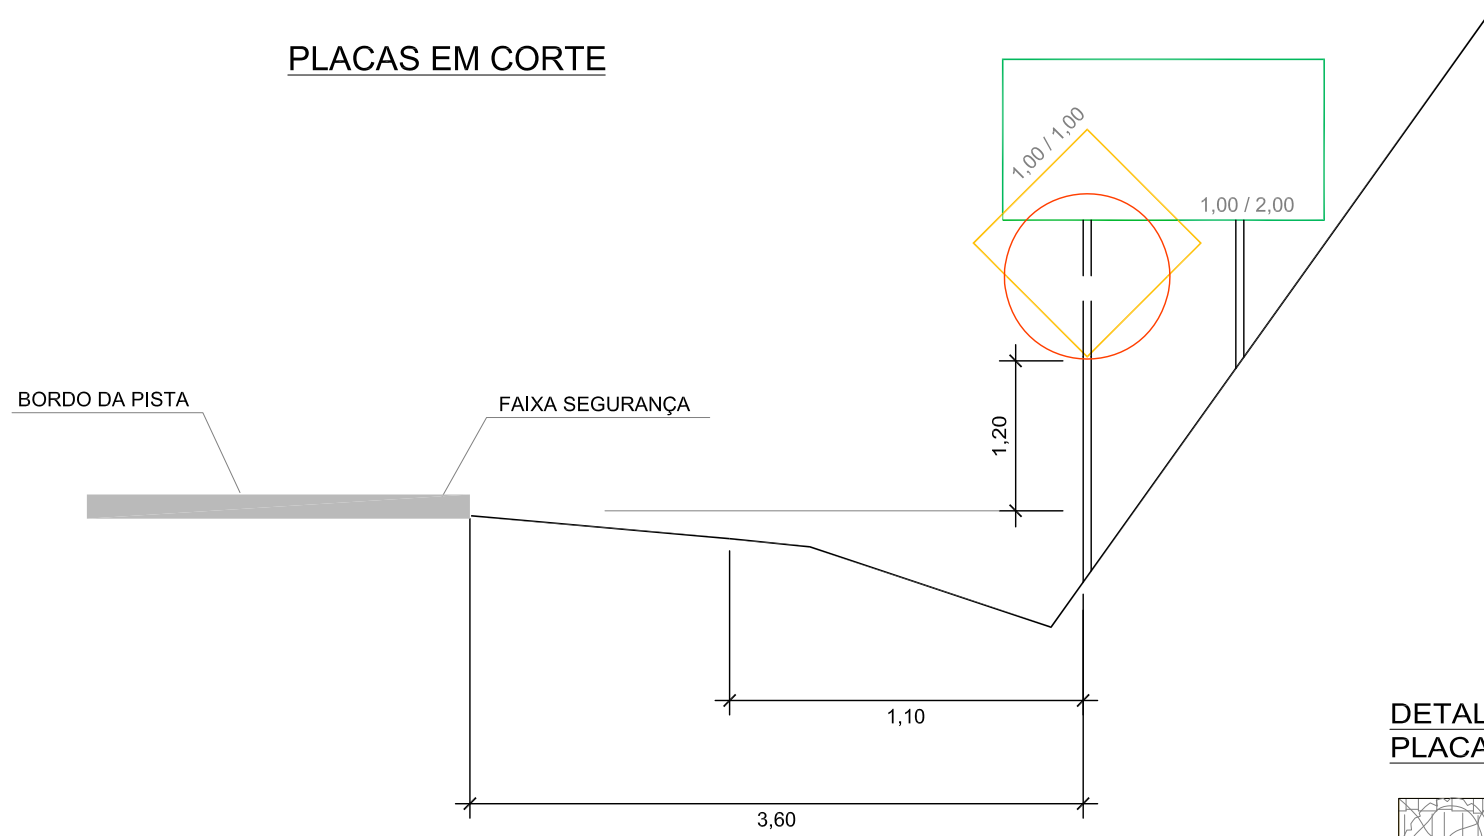 PLACAS EM CORTE
1,00 / 1,00
1,00 / 2,00
BORDO DA PISTA
FAIXA SEGURANÇA
1,20
1,10
3,60
DETAL
PLACA